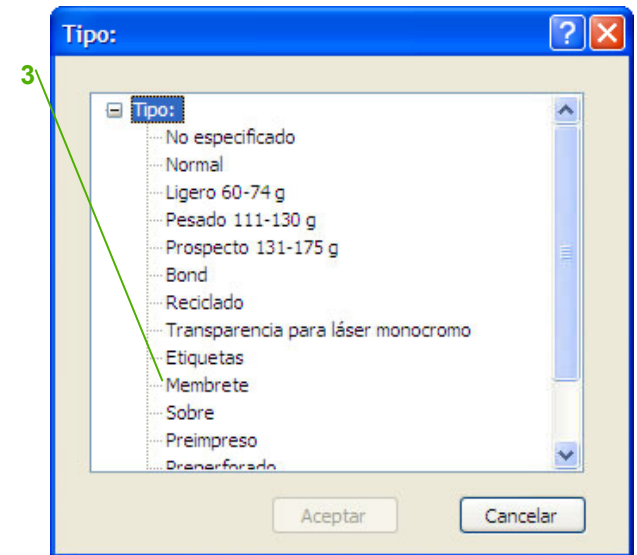 Tipo:
3
Tipo:
No especificado
Normal
Ligero 60-74 g
Pesado 111-130 g
Prospecto 131-175 g
Bond
Reciclado
Transparencia para láser monocromo
Etiquetas
Membrete
Sobre
Preimpreso
Preperforado
Aceptar
Cancelar